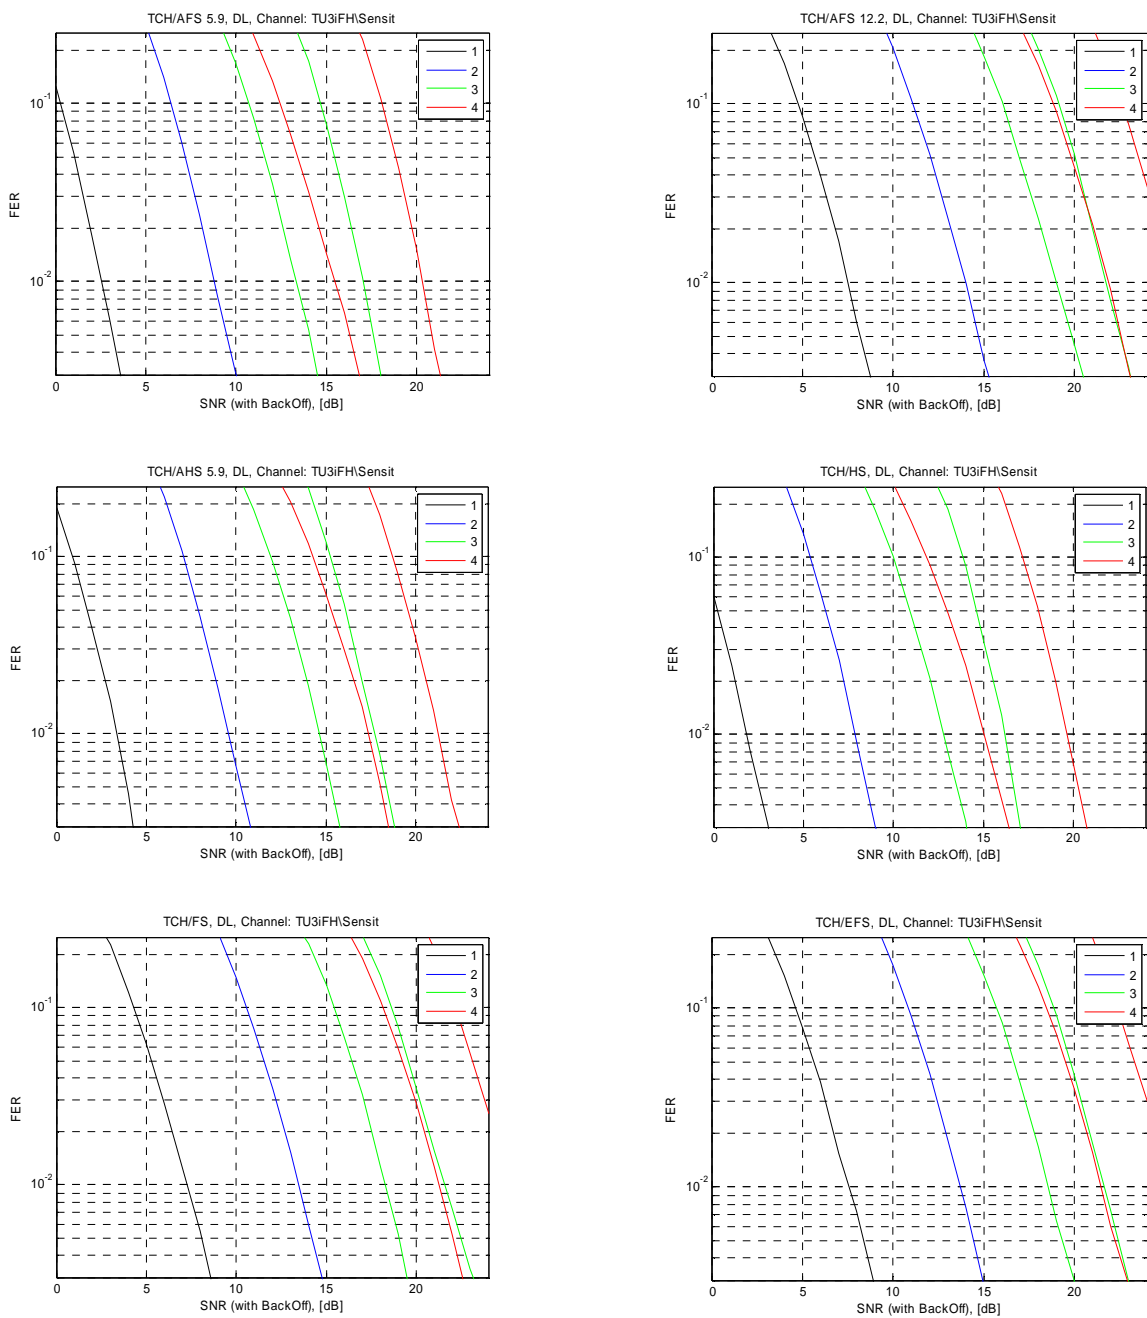 TCH/AFS 5.9, DL, Channel: TU3iFH\Sensit
FER
10-1
10-2
0 5 10 15 20
SNR (with BackOff), [dB]
1
2
3
4
TCH/AFS 12.2, DL, Channel: TU3iFH\Sensit
FER
10-1
10-2
0 5 10 15 20
SNR (with BackOff), [dB]
1
2
3
4
TCH/AHS 5.9, DL, Channel: TU3iFH\Sensit
FER
10-1
10-2
0 5 10 15 20
SNR (with BackOff), [dB]
1
2
3
4
TCH/HS, DL, Channel: TU3iFH\Sensit
FER
10-1
10-2
0 5 10 15 20
SNR (with BackOff), [dB]
1
2
3
4
TCH/FS, DL, Channel: TU3iFH\Sensit
FER
10-1
10-2
0 5 10 15 20
SNR (with BackOff), [dB]
1
2
3
4
TCH/EFS, DL, Channel: TU3iFH\Sensit
FER
10-1
10-2
0 5 10 15 20
SNR (with BackOff), [dB]
1
2
3
4